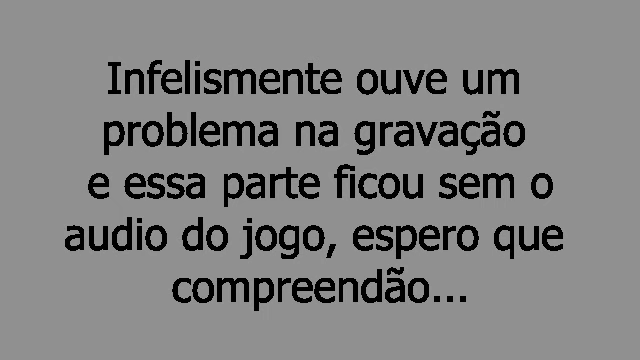 Infelismente ouve um
problema na gravação
e essa parte ficou sem o
audio do jogo, espero que
compreendão...